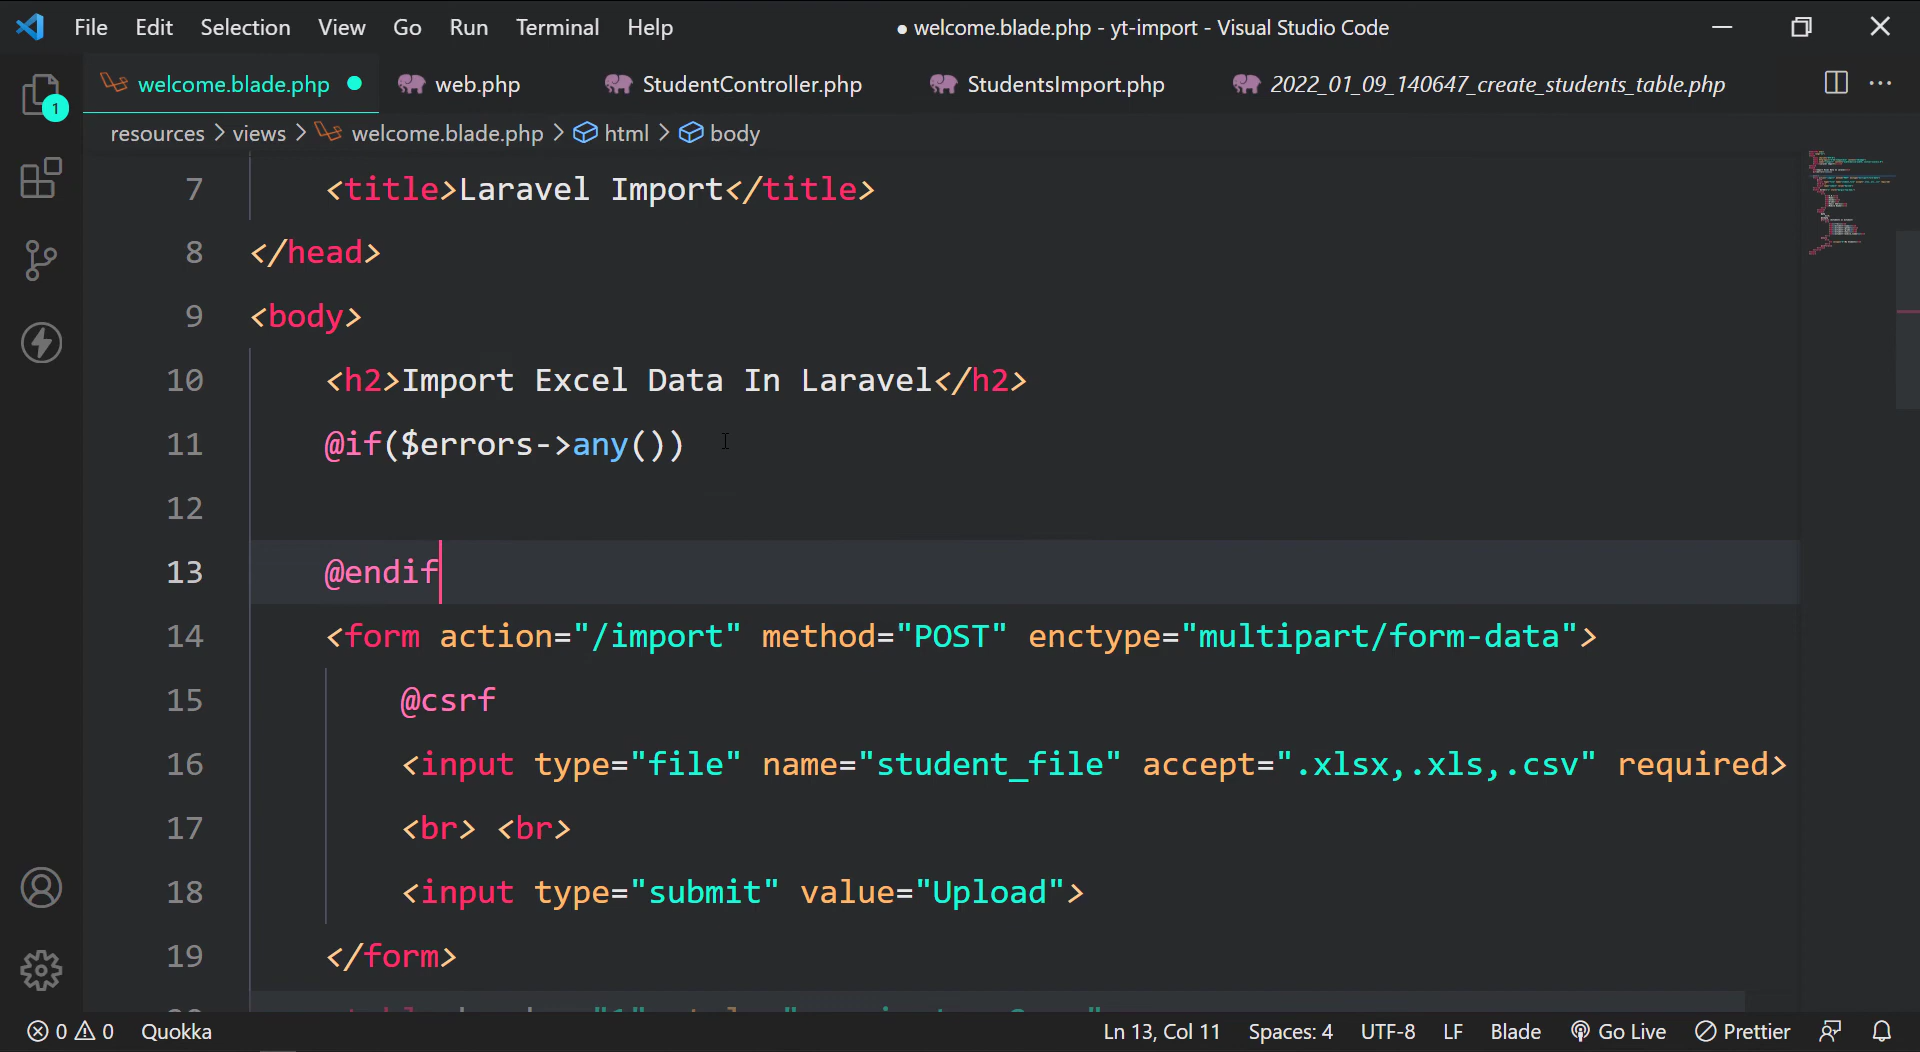 File Edit Selection View Go Run Terminal Help ● welcome.blade.php - yt-import - Visual Studio Code
welcome.blade.php ● web.php StudentController.php StudentsImport.php 2022_01_09_140647_create_students_table.php ···
1
resources > views > welcome.blade.php > html > body
7 <title>Laravel Import</title>
8 </head>
9 <body>
10 <h2>Import Excel Data In Laravel</h2>
11 @if($errors->any())
12
13 @endif
14 <form action="/import" method="POST" enctype="multipart/form-data">
15 @csrf
16 <input type="file" name="student_file" accept=".xlsx,.xls,.csv" required>
17 <br> <br>
18 <input type="submit" value="Upload">
19 </form>
0 0 Quokka Ln 13, Col 11 Spaces: 4 UTF-8 LF Blade Go Live Prettier